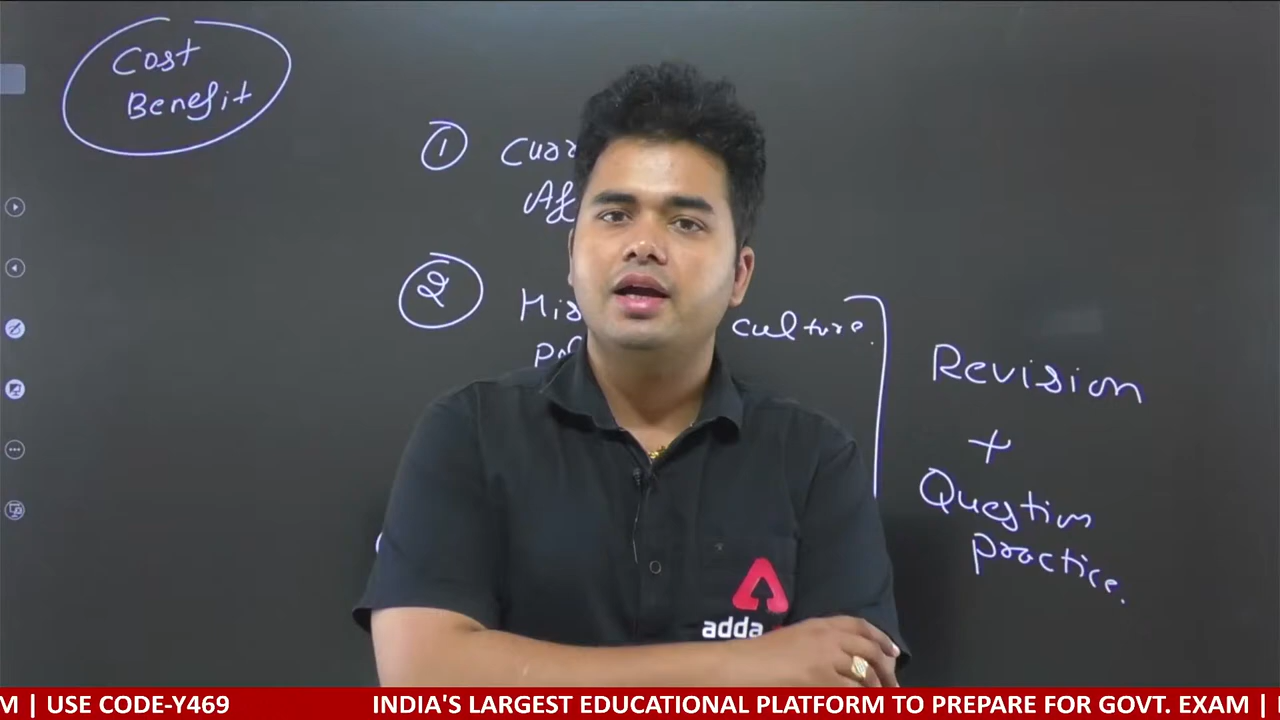 Cost
Benefit
①
②
culture.
Revision
+
Question
practice.
adda
M | USE CODE-Y469 INDIA'S LARGEST EDUCATIONAL PLATFORM TO PREPARE FOR GOVT. EXAM |